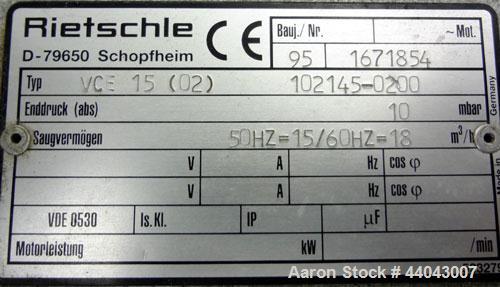 Rietschle CE Bauj./ Nr. ~ Mot.
D-79650 Schopfheim 95 1671854
Typ VCE 15 (02) 102145-0200
Enddruck (abs) 10 mbar
Saugvermögen 50HZ=15/60HZ=18 m³/h
V A Hz cos φ
V A Hz cos φ
VDE 0530 Is.Kl. IP µF
Motorleistung kW /min
Germany
Aaron Stock # 44043007